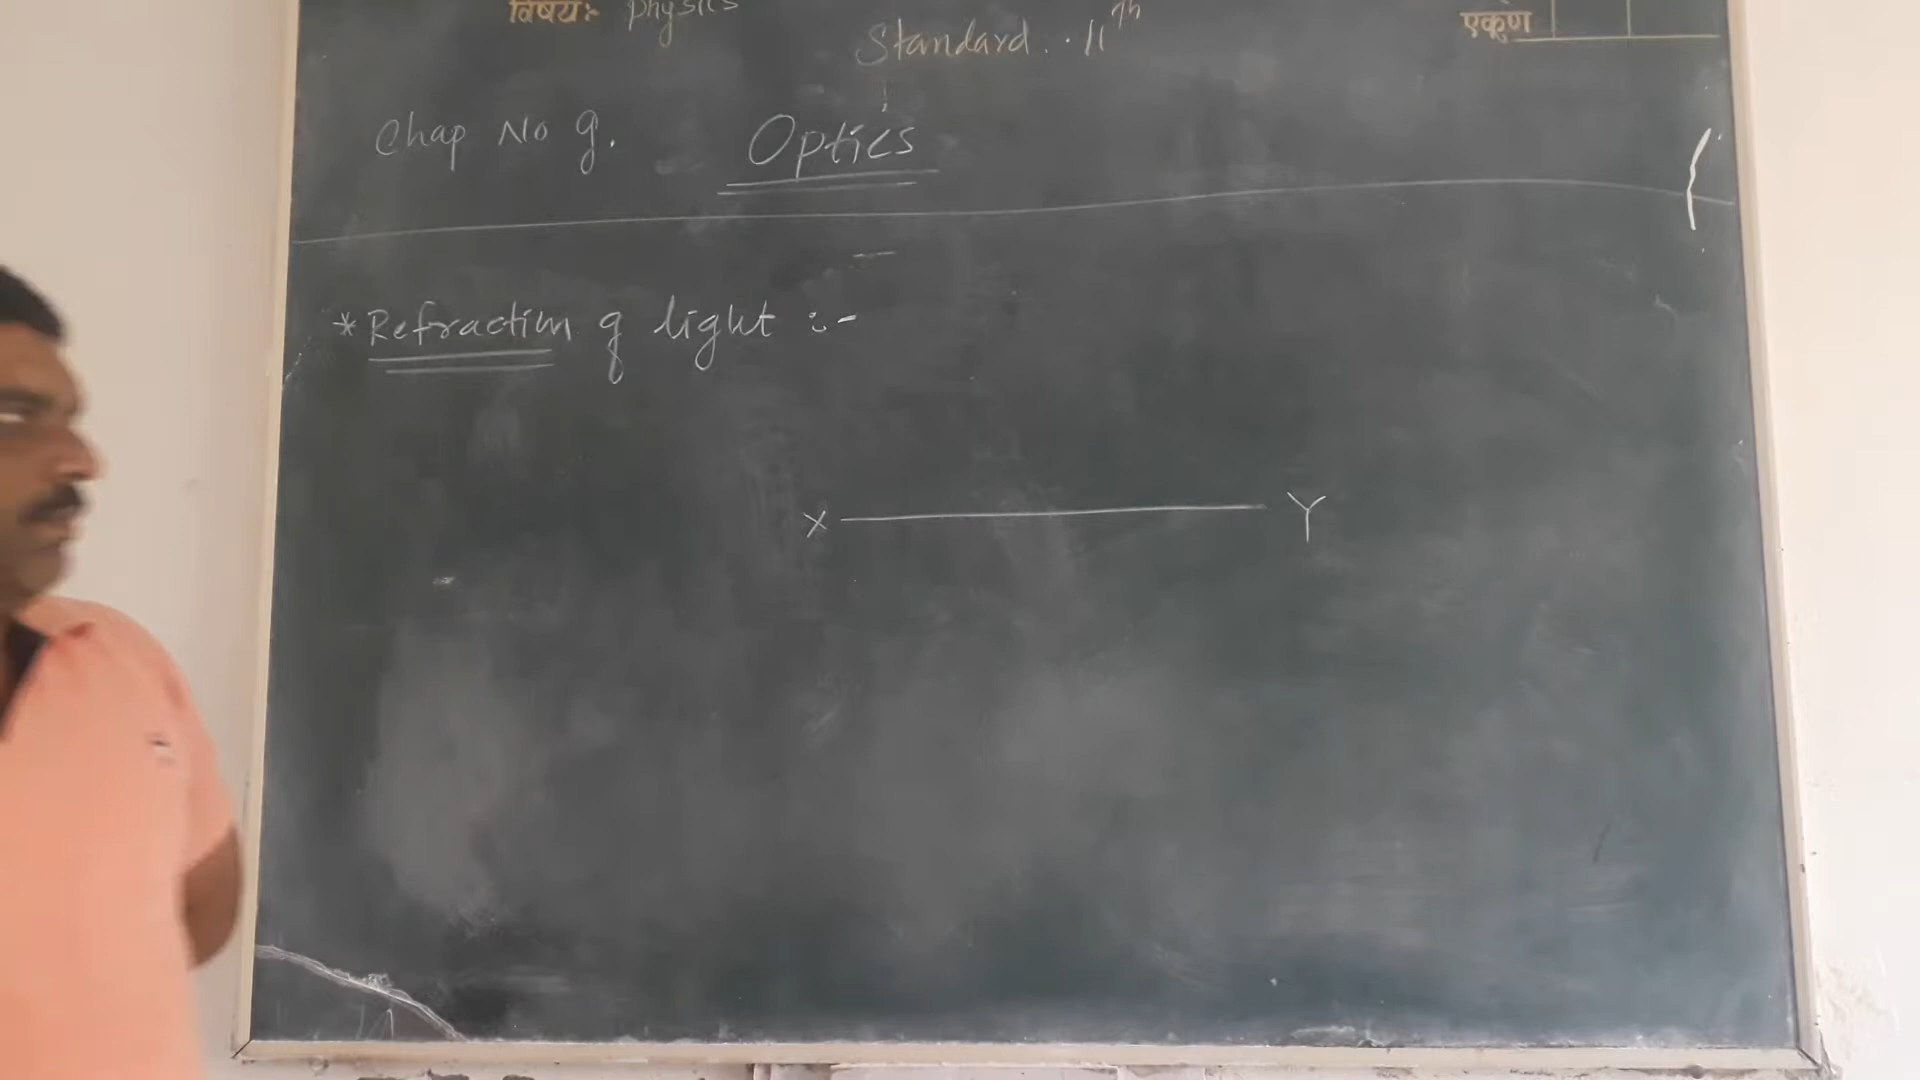 विषय:- Physics
Standard :- 11th
एकूण
Chap No 9. Optics
* Refraction of light :-
X Y